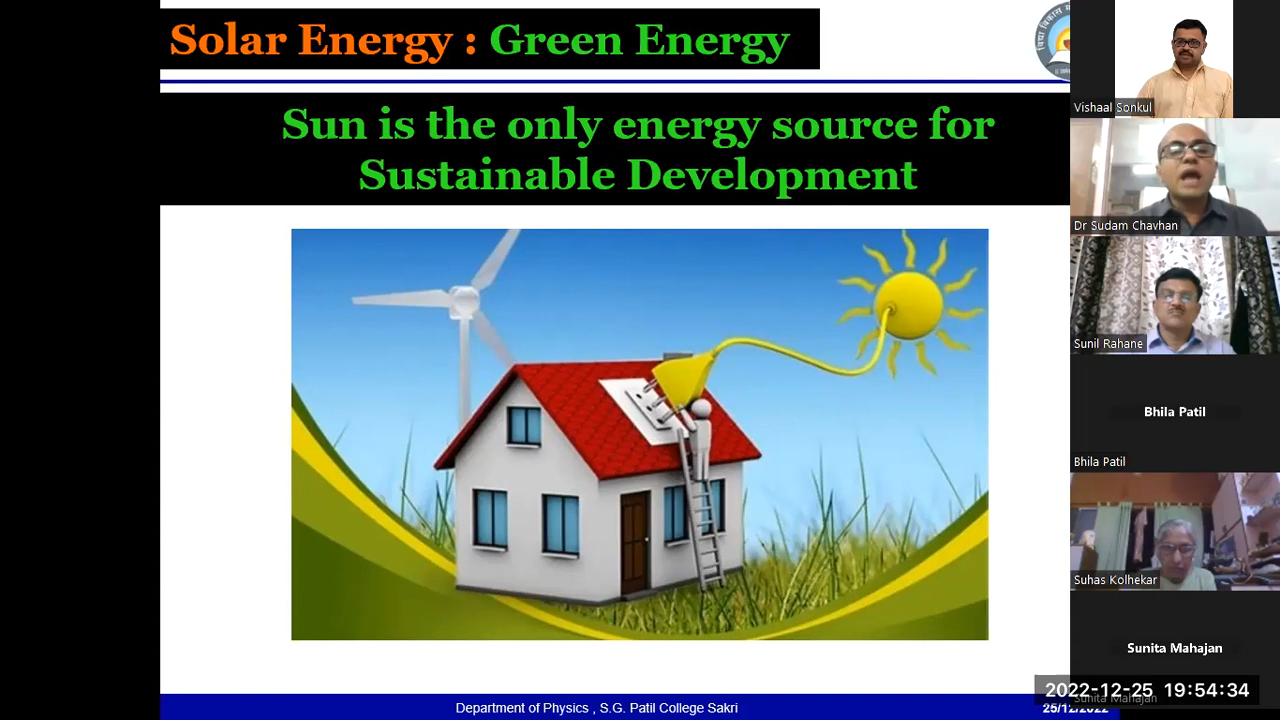 Solar Energy : Green Energy
Sun is the only energy source for
Sustainable Development
विद्या विकास
Vishaal Sonkul
Dr Sudam Chavhan
Sunil Rahane
Bhila Patil
Bhila Patil
Suhas Kolhekar
Sunita Mahajan
Sunita Mahajan
2022-12-25 19:54:34
Department of Physics , S.G. Patil College Sakri
25/12/2022